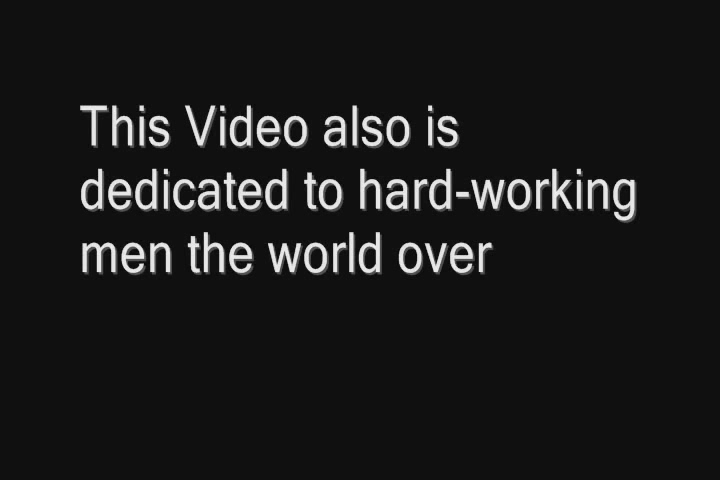 This Video also is
dedicated to hard-working
men the world over